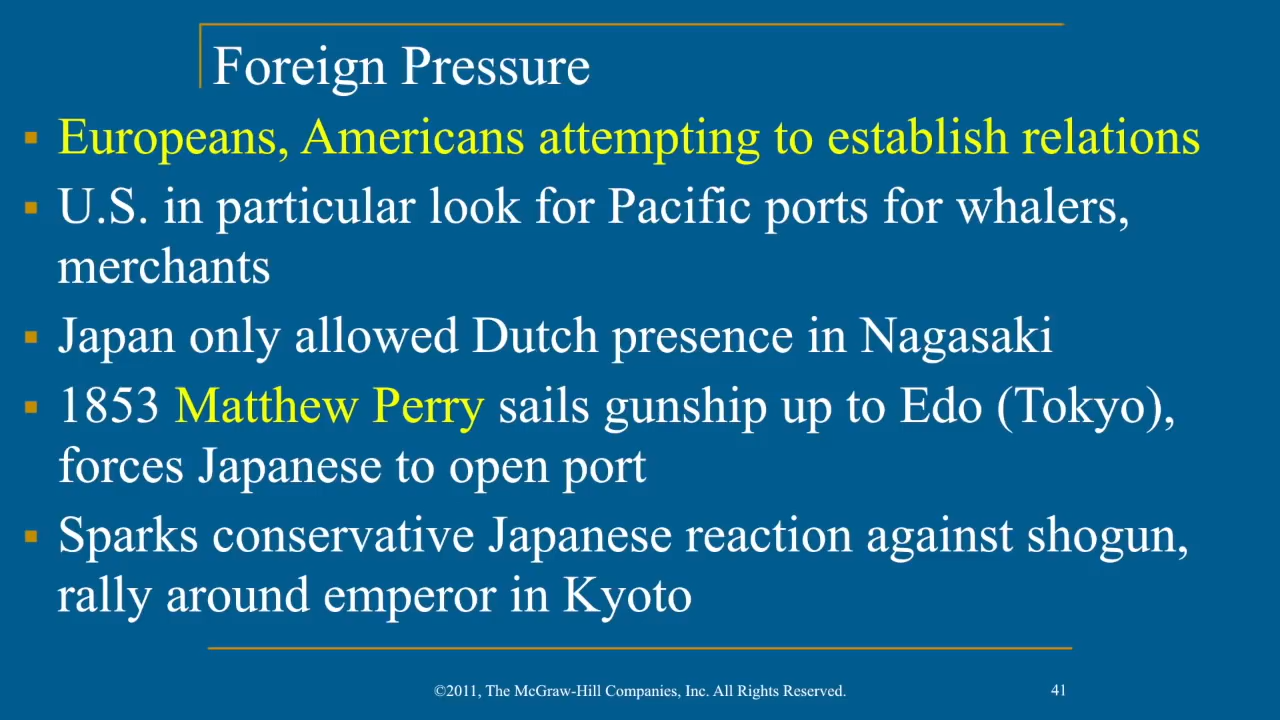 Foreign Pressure
▪ Europeans, Americans attempting to establish relations
▪ U.S. in particular look for Pacific ports for whalers,
merchants
▪ Japan only allowed Dutch presence in Nagasaki
▪ 1853 Matthew Perry sails gunship up to Edo (Tokyo),
forces Japanese to open port
▪ Sparks conservative Japanese reaction against shogun,
rally around emperor in Kyoto
©2011, The McGraw-Hill Companies, Inc. All Rights Reserved.
41